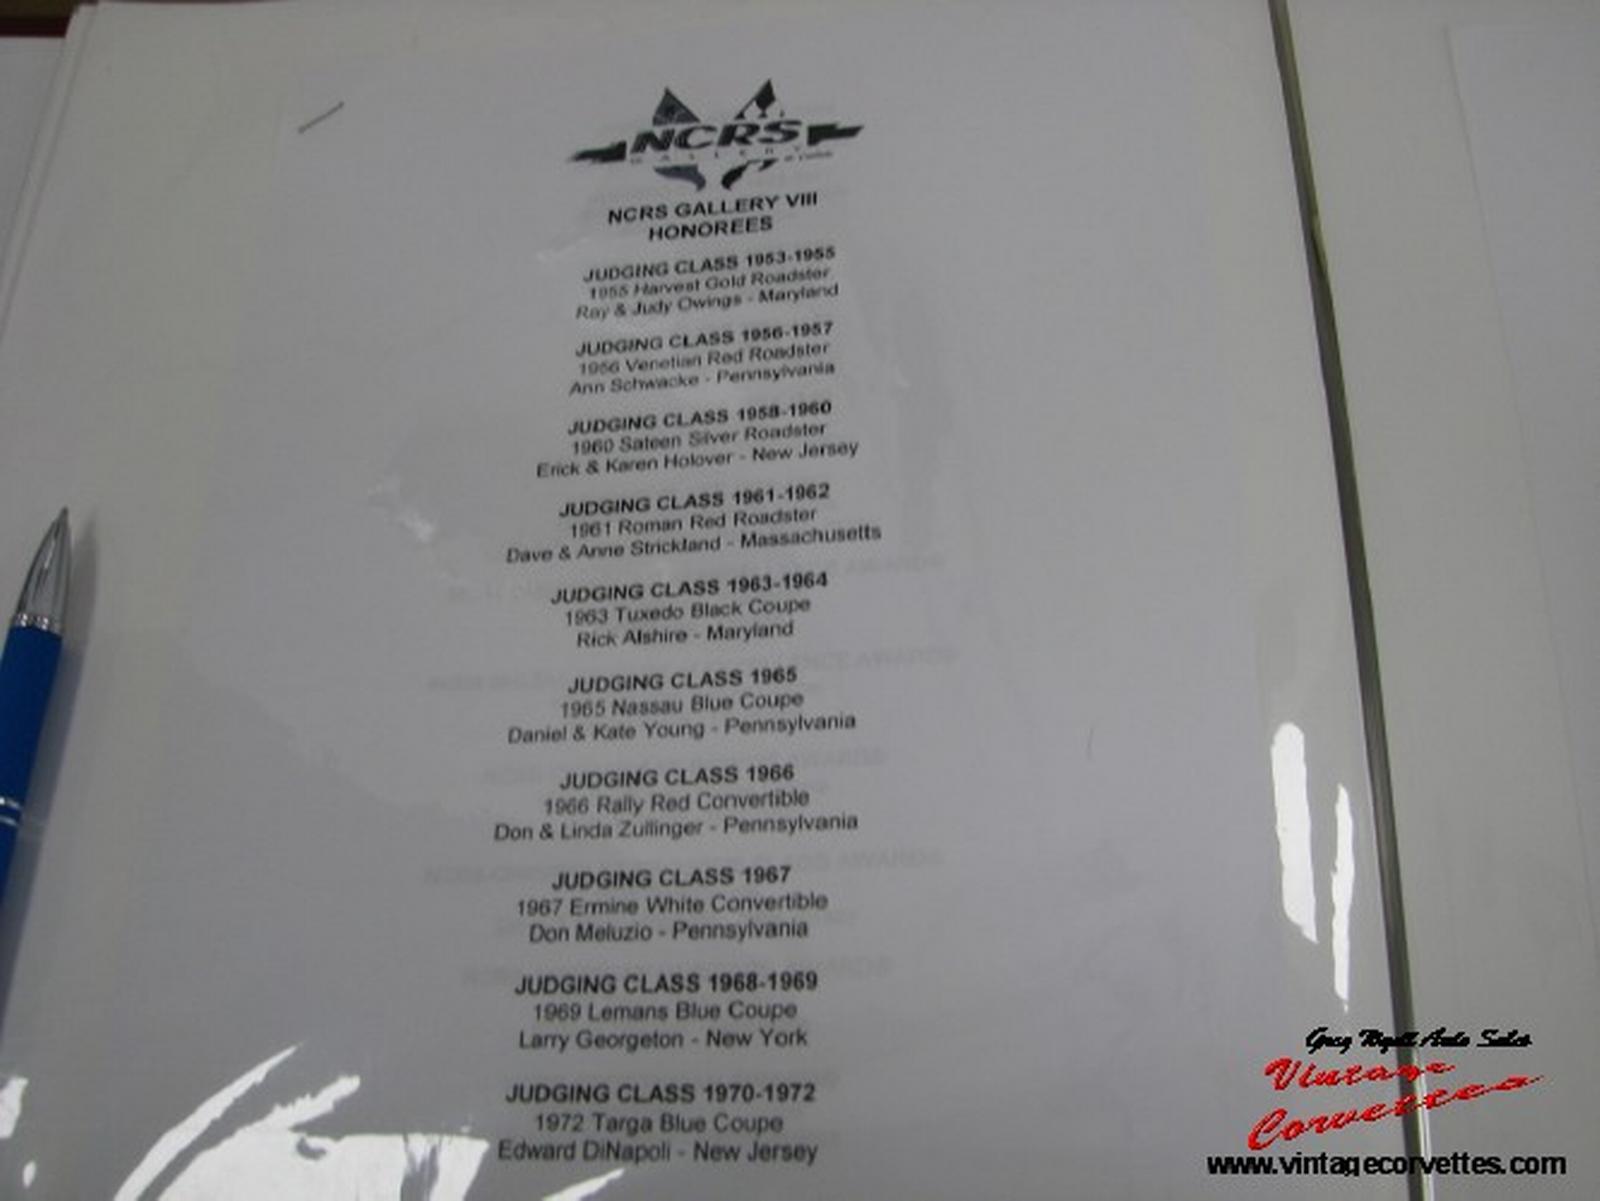 NCRS
GALLERY
NCRS GALLERY VIII
HONOREES
JUDGING CLASS 1953-1955
1955 Harvest Gold Roadster
Ray & Judy Owings - Maryland
JUDGING CLASS 1956-1957
1956 Venetian Red Roadster
Ann Schwacke - Pennsylvania
JUDGING CLASS 1958-1960
1960 Sateen Silver Roadster
Erick & Karen Holover - New Jersey
JUDGING CLASS 1961-1962
1961 Roman Red Roadster
Dave & Anne Strickland - Massachusetts
JUDGING CLASS 1963-1964
1963 Tuxedo Black Coupe
Rick Alshire - Maryland
JUDGING CLASS 1965
1965 Nassau Blue Coupe
Daniel & Kate Young - Pennsylvania
JUDGING CLASS 1966
1966 Rally Red Convertible
Don & Linda Zullinger - Pennsylvania
JUDGING CLASS 1967
1967 Ermine White Convertible
Don Meluzio - Pennsylvania
JUDGING CLASS 1968-1969
1969 Lemans Blue Coupe
Larry Georgeton - New York
JUDGING CLASS 1970-1972
1972 Targa Blue Coupe
Edward DiNapoli - New Jersey
Greg Wyatt Auto Sales
Vintage
Corvettes
www.vintagecorvettes.com